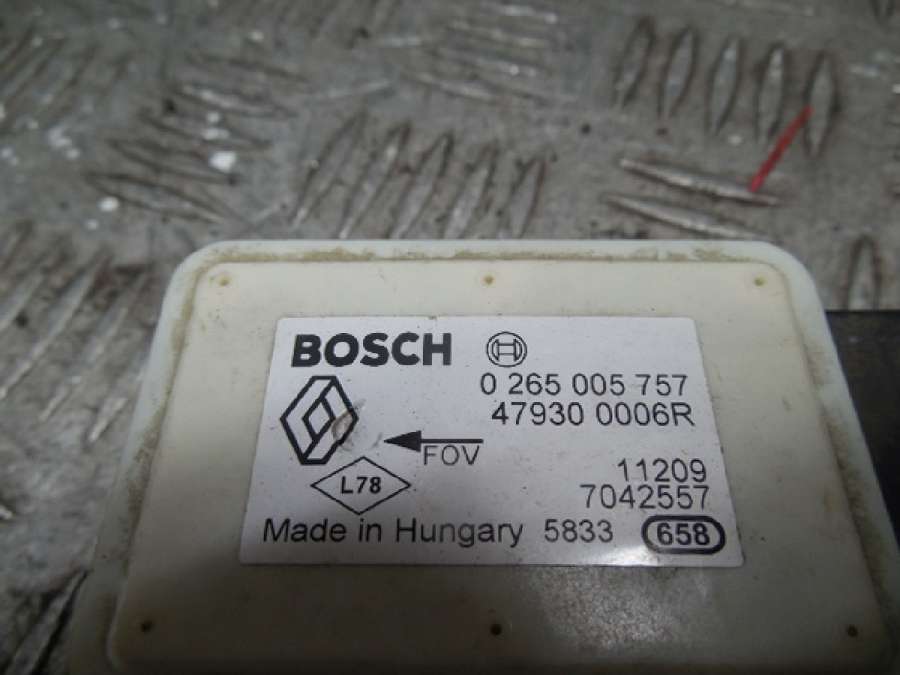 BOSCH
0 265 005 757
47930 0006R
FOV
L78
11209
7042557
Made in Hungary 5833 658